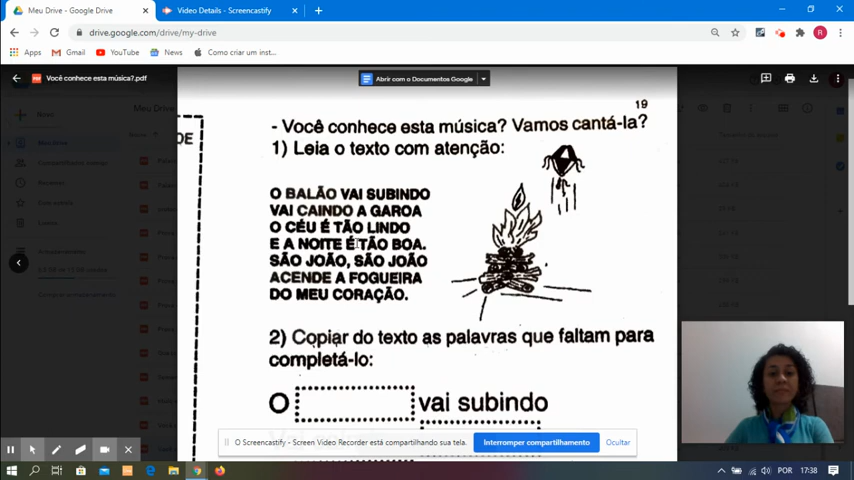 Meu Drive - Google Drive
Video Details - Screencastify
drive.google.com/drive/my-drive
Apps
Gmail
YouTube
News
Como criar um inst...
R
PDF
Você conhece esta música?.pdf
Abrir com o Documentos Google
Meu Drive
DE
19
- Você conhece esta música? Vamos cantá-la?
1) Leia o texto com atenção:
O BALÃO VAI SUBINDO
VAI CAINDO A GAROA
O CÉU É TÃO LINDO
E A NOITE É TÃO BOA.
SÃO JOÃO, SÃO JOÃO
ACENDE A FOGUEIRA
DO MEU CORAÇÃO.
2) Copiar do texto as palavras que faltam para
completá-lo:
O
vai subindo
O Screencastify - Screen Video Recorder está compartilhando sua tela.
Interromper compartilhamento
Ocultar
POR
17:38